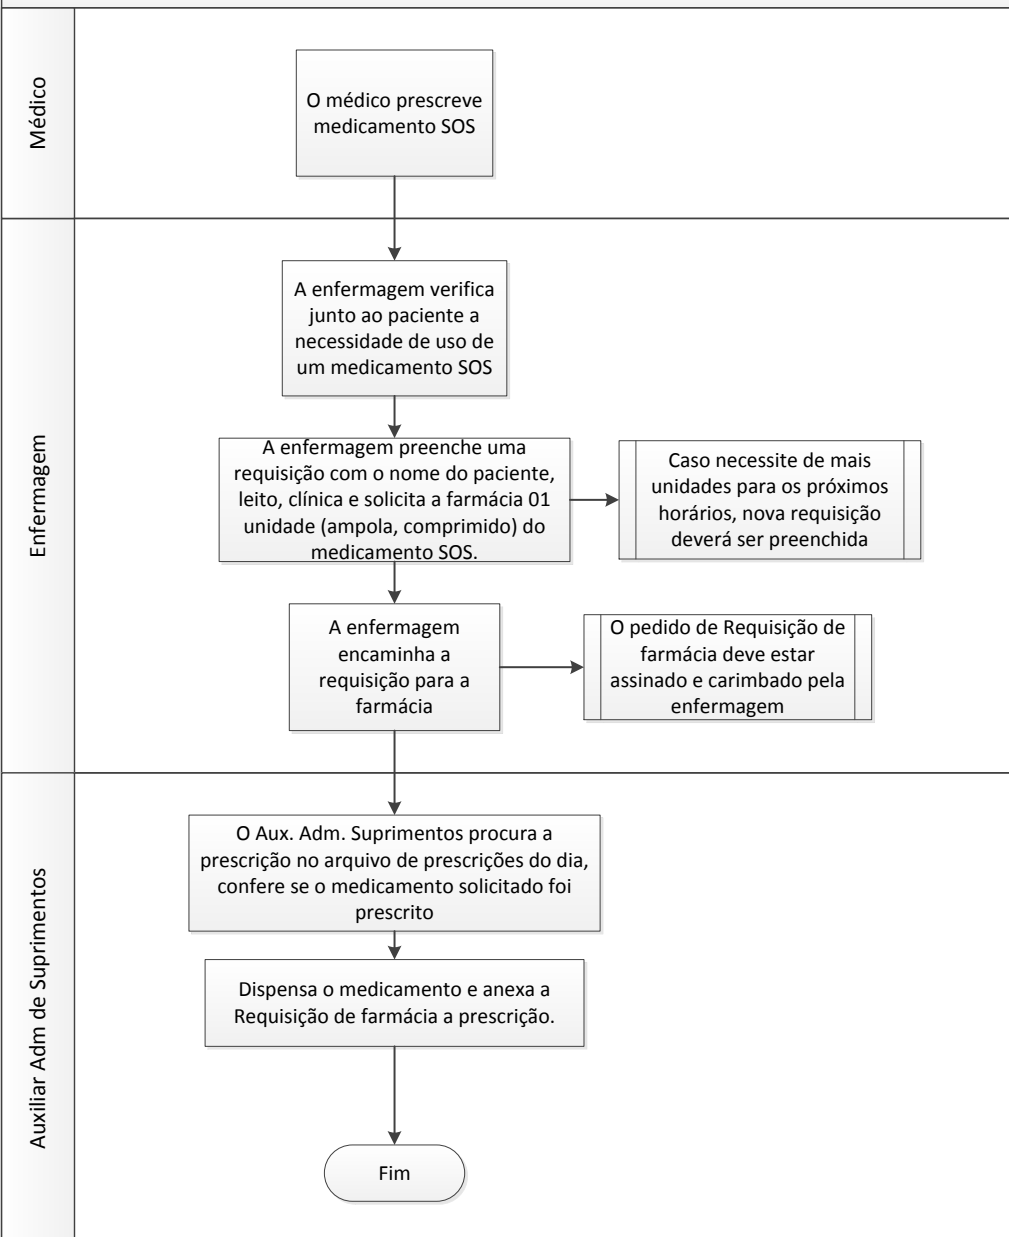 Médico
O médico prescreve
medicamento SOS
Enfermagem
A enfermagem verifica
junto ao paciente a
necessidade de uso de
um medicamento SOS
A enfermagem preenche uma
requisição com o nome do paciente,
leito, clínica e solicita a farmácia 01
unidade (ampola, comprimido) do
medicamento SOS.
Caso necessite de mais
unidades para os próximos
horários, nova requisição
deverá ser preenchida
A enfermagem
encaminha a
requisição para a
farmácia
O pedido de Requisição de
farmácia deve estar
assinado e carimbado pela
enfermagem
Auxiliar Adm de Suprimentos
O Aux. Adm. Suprimentos procura a
prescrição no arquivo de prescrições do dia,
confere se o medicamento solicitado foi
prescrito
Dispensa o medicamento e anexa a
Requisição de farmácia a prescrição.
Fim